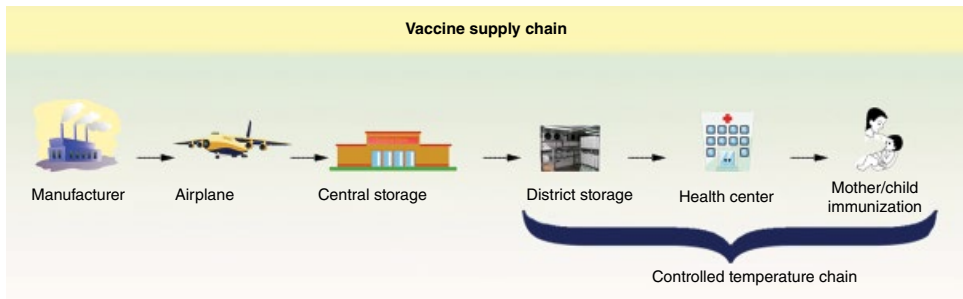 Vaccine supply chain
Manufacturer
Airplane
Central storage
District storage
Health center
Mother/child
immunization
Controlled temperature chain